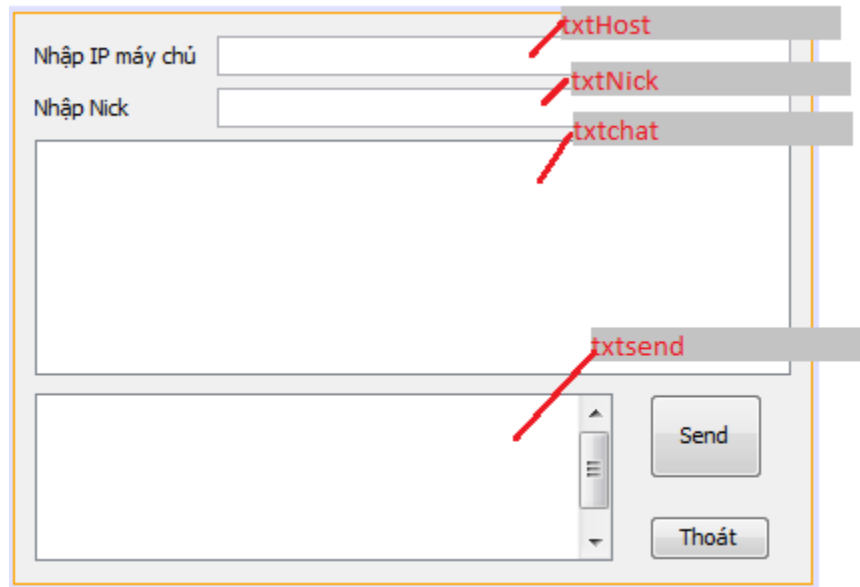 txtHost
Nhập IP máy chủ
txtNick
Nhập Nick
txtchat
txtsend
Send
Thoát